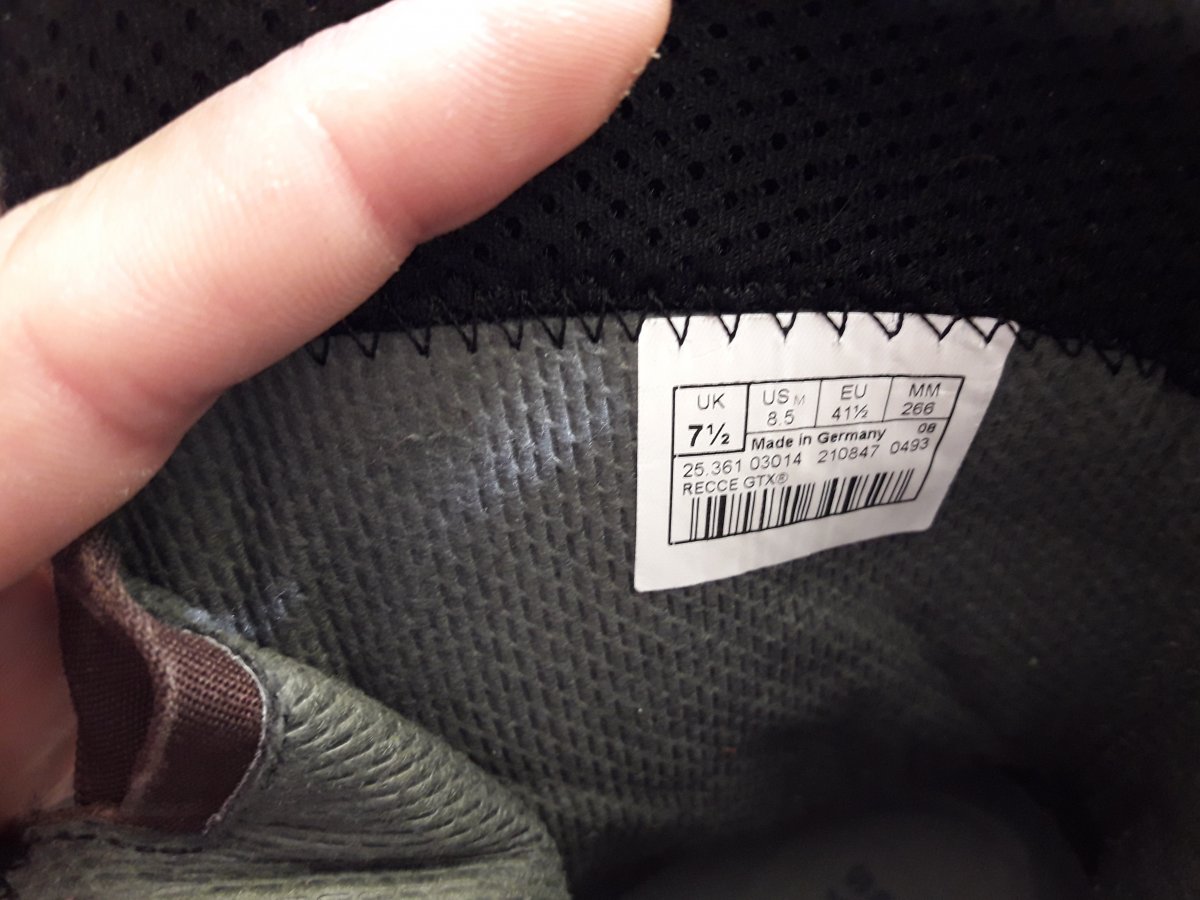 UK US M EU MM
7½ 8.5 41½ 266
Made in Germany 08
25.361 03014 210847 0493
RECCE GTX®